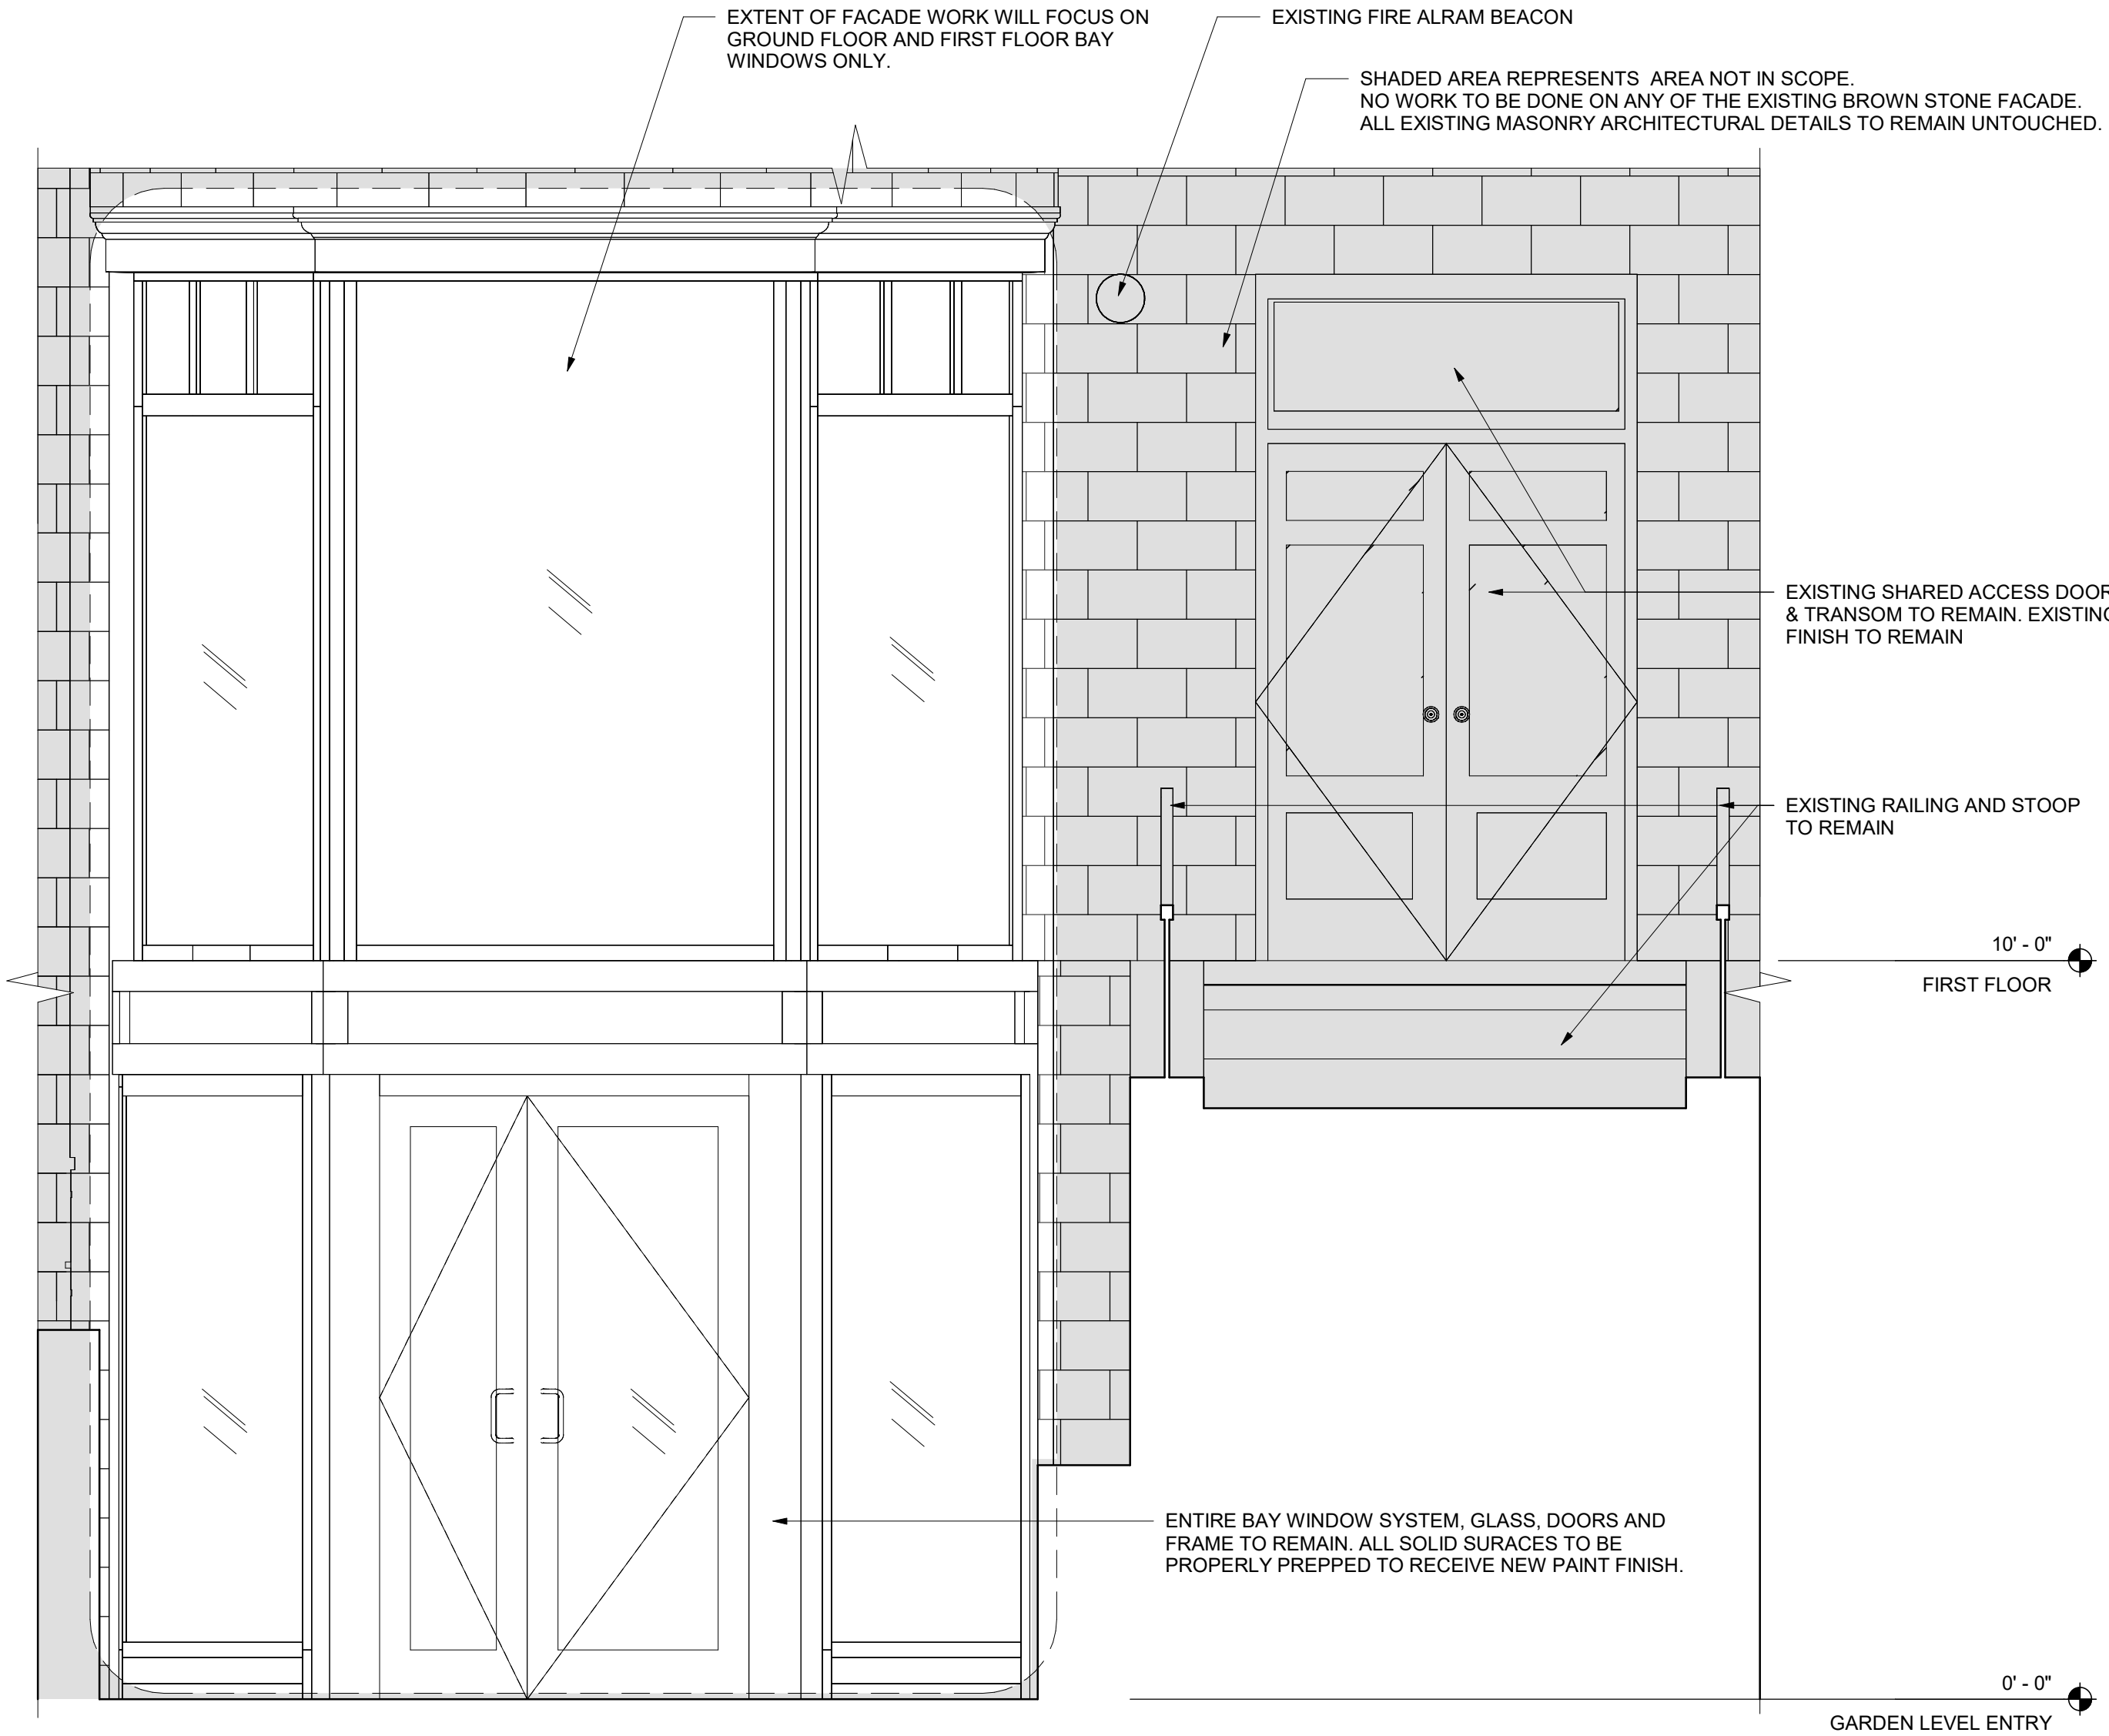 EXTENT OF FACADE WORK WILL FOCUS ON
GROUND FLOOR AND FIRST FLOOR BAY
WINDOWS ONLY.
EXISTING FIRE ALRAM BEACON
SHADED AREA REPRESENTS AREA NOT IN SCOPE.
NO WORK TO BE DONE ON ANY OF THE EXISTING BROWN STONE FACADE.
ALL EXISTING MASONRY ARCHITECTURAL DETAILS TO REMAIN UNTOUCHED.
EXISTING SHARED ACCESS DOOR
& TRANSOM TO REMAIN. EXISTING
FINISH TO REMAIN
EXISTING RAILING AND STOOP
TO REMAIN
10' - 0"
FIRST FLOOR
ENTIRE BAY WINDOW SYSTEM, GLASS, DOORS AND
FRAME TO REMAIN. ALL SOLID SURACES TO BE
PROPERLY PREPPED TO RECEIVE NEW PAINT FINISH.
0' - 0"
GARDEN LEVEL ENTRY